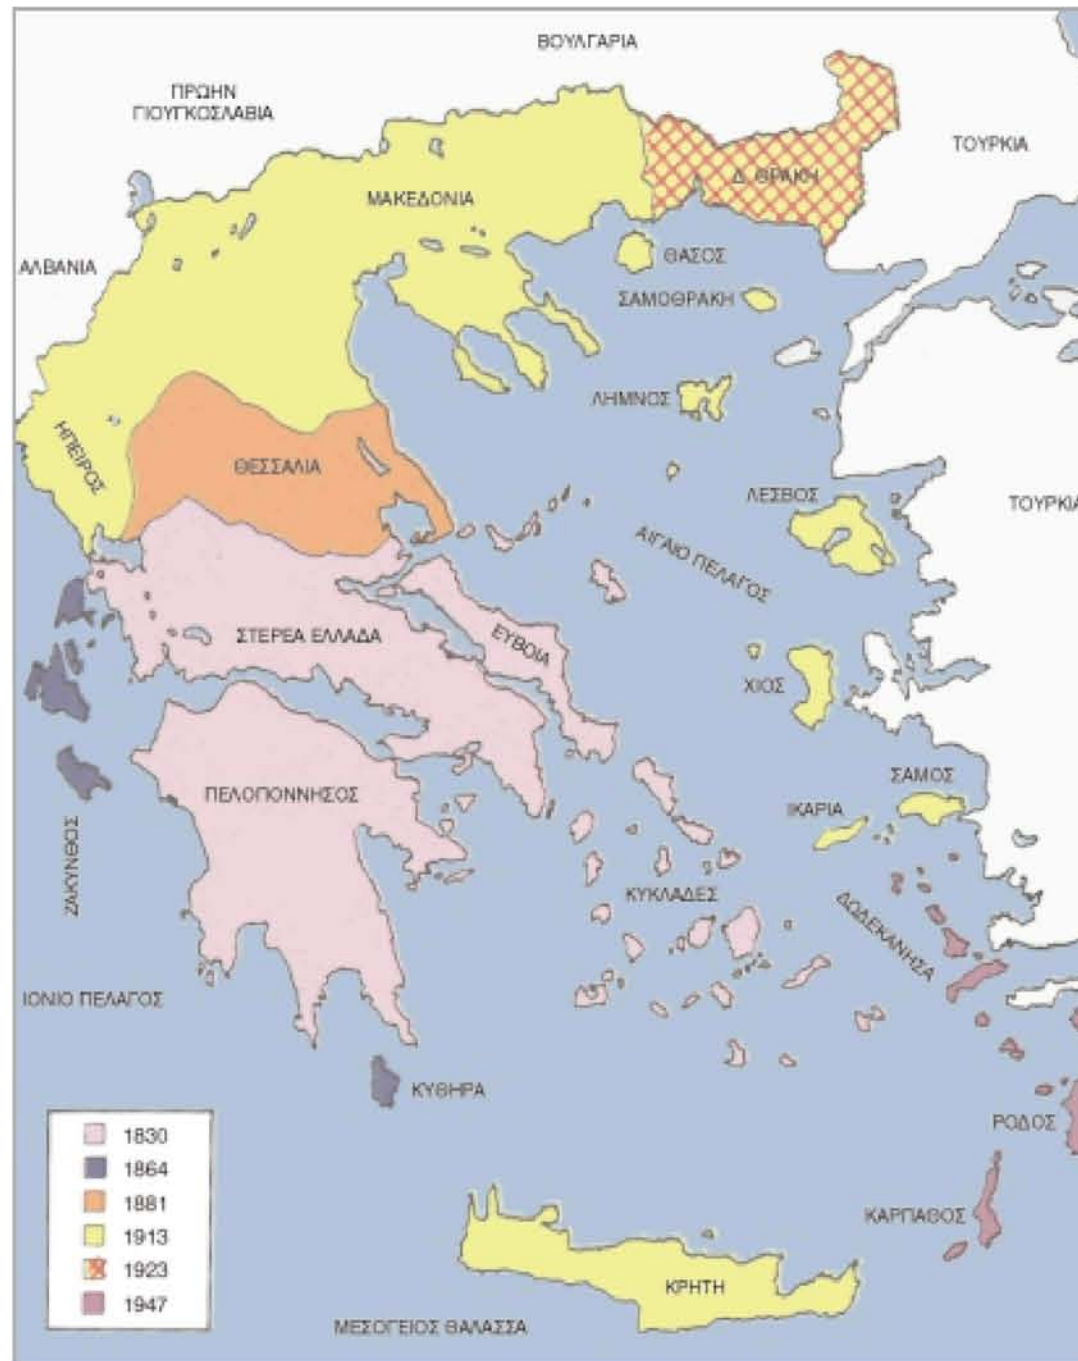 ΒΟΥΛΓΑΡΙΑ
ΠΡΩΗΝ
ΓΙΟΥΓΚΟΣΛΑΒΙΑ
ΤΟΥΡΚΙΑ
Δ. ΘΡΑΚΗ
ΜΑΚΕΔΟΝΙΑ
ΑΛΒΑΝΙΑ
ΘΑΣΟΣ
ΣΑΜΟΘΡΑΚΗ
ΛΗΜΝΟΣ
ΗΠΕΙΡΟΣ
ΘΕΣΣΑΛΙΑ
ΛΕΣΒΟΣ
ΤΟΥΡΚΙΑ
ΑΙΓΑΙΟ ΠΕΛΑΓΟΣ
ΣΤΕΡΕΑ ΕΛΛΑΔΑ
ΕΥΒΟΙΑ
ΧΙΟΣ
ΣΑΜΟΣ
ΠΕΛΟΠΟΝΝΗΣΟΣ
ΙΚΑΡΙΑ
ΖΑΚΥΝΘΟΣ
ΚΥΚΛΑΔΕΣ
ΔΩΔΕΚΑΝΗΣΑ
ΙΟΝΙΟ ΠΕΛΑΓΟΣ
ΚΥΘΗΡΑ
ΡΟΔΟΣ
1830
1864
1881
1913
1923
1947
ΚΑΡΠΑΘΟΣ
ΚΡΗΤΗ
ΜΕΣΟΓΕΙΟΣ ΘΑΛΑΣΣΑ